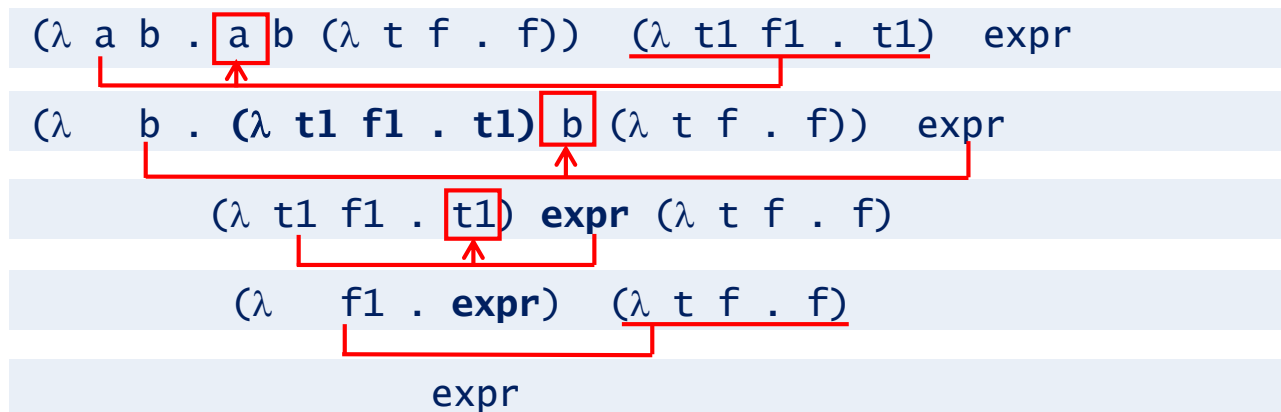 (λ a b . a b (λ t f . f)) (λ t1 f1 . t1) expr
(λ b . (λ t1 f1 . t1) b (λ t f . f)) expr
(λ t1 f1 . t1) expr (λ t f . f)
(λ f1 . expr) (λ t f . f)
expr